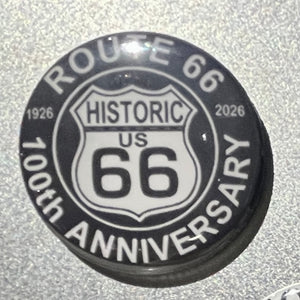 ROUTE 66
1926
2026
HISTORIC
US
66
100th ANNIVERSARY